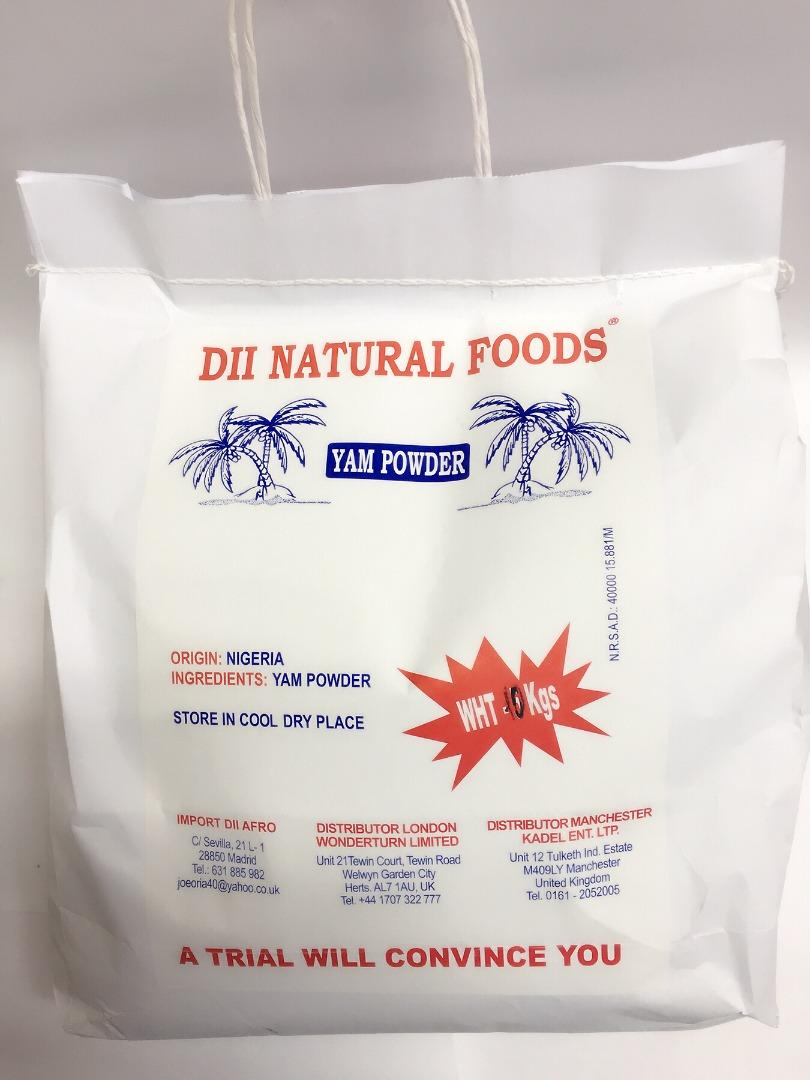 DII NATURAL FOODS®
YAM POWDER
N.R.S.A.D.: 40000 15.881/M
ORIGIN: NIGERIA
INGREDIENTS: YAM POWDER
STORE IN COOL DRY PLACE
WHT Kgs
IMPORT DII AFRO
C/ Sevilla, 21 L- 1
28850 Madrid
Tel.: 631 885 982
joeoria40@yahoo.co.uk
DISTRIBUTOR LONDON
WONDERTURN LIMITED
Unit 21Tewin Court, Tewin Road
Welwyn Garden City
Herts. AL7 1AU, UK
Tel. +44 1707 322 777
DISTRIBUTOR MANCHESTER
KADEL ENT. LTP.
Unit 12 Tulketh Ind. Estate
M409LY Manchester
United Kingdom
Tel. 0161 - 2052005
A TRIAL WILL CONVINCE YOU